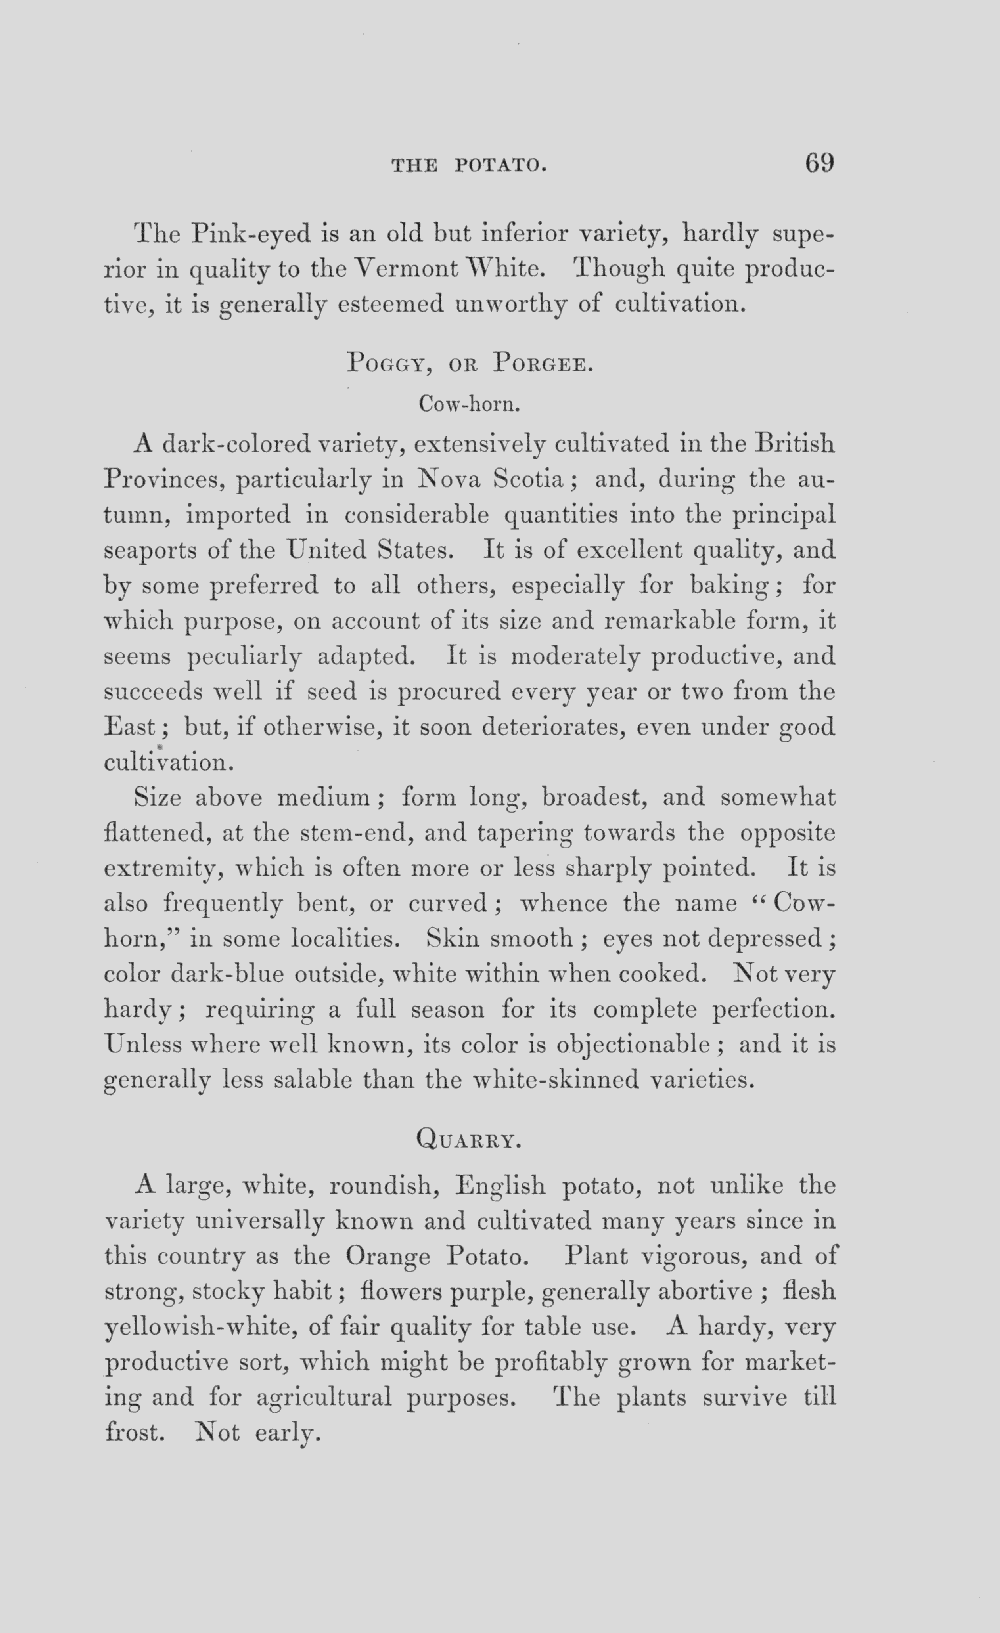 THE POTATO. 69
The Pink-eyed is an old but inferior variety, hardly supe-
rior in quality to the Vermont White. Though quite produc-
tive, it is generally esteemed unworthy of cultivation.
POGGY, OR PORGEE.
Cow-horn.
A dark-colored variety, extensively cultivated in the British
Provinces, particularly in Nova Scotia; and, during the au-
tumn, imported in considerable quantities into the principal
seaports of the United States. It is of excellent quality, and
by some preferred to all others, especially for baking; for
which purpose, on account of its size and remarkable form, it
seems peculiarly adapted. It is moderately productive, and
succeeds well if seed is procured every year or two from the
East; but, if otherwise, it soon deteriorates, even under good
cultivation.
Size above medium; form long, broadest, and somewhat
flattened, at the stem-end, and tapering towards the opposite
extremity, which is often more or less sharply pointed. It is
also frequently bent, or curved; whence the name “Cow-
horn,” in some localities. Skin smooth; eyes not depressed;
color dark-blue outside, white within when cooked. Not very
hardy; requiring a full season for its complete perfection.
Unless where well known, its color is objectionable; and it is
generally less salable than the white-skinned varieties.
QUARRY.
A large, white, roundish, English potato, not unlike the
variety universally known and cultivated many years since in
this country as the Orange Potato. Plant vigorous, and of
strong, stocky habit; flowers purple, generally abortive; flesh
yellowish-white, of fair quality for table use. A hardy, very
productive sort, which might be profitably grown for market-
ing and for agricultural purposes. The plants survive till
frost. Not early.